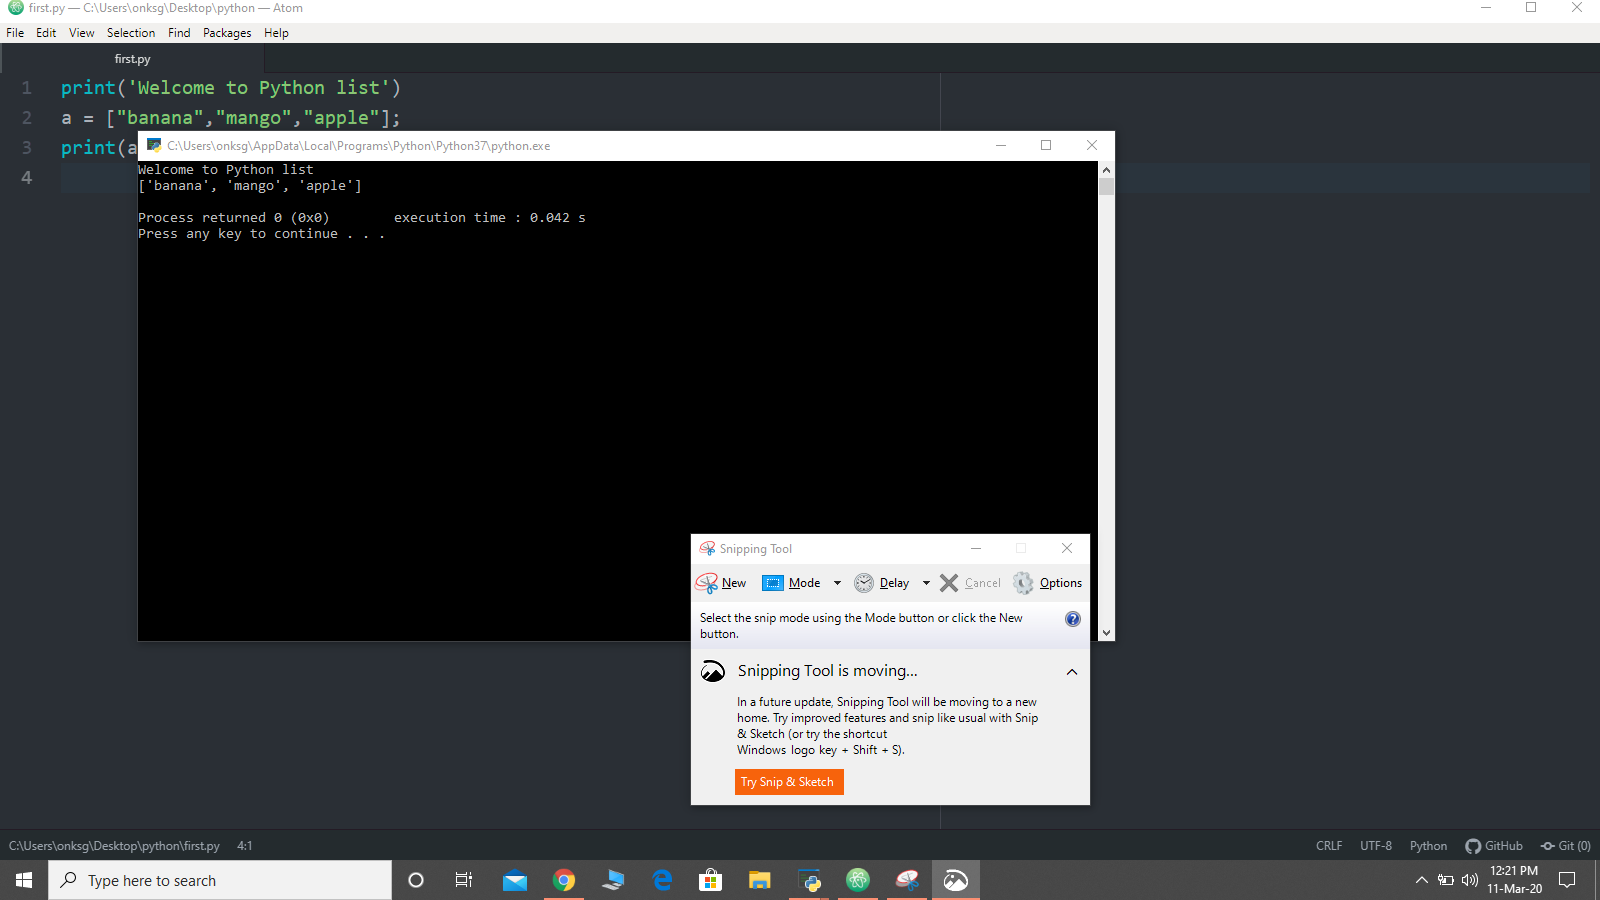 first.py — C:\Users\onksg\Desktop\python — Atom
File Edit View Selection Find Packages Help
first.py
1 print('Welcome to Python list')
2 a = ["banana","mango","apple"];
3 print(a
4
C:\Users\onksg\AppData\Local\Programs\Python\Python37\python.exe
Welcome to Python list
['banana', 'mango', 'apple']
Process returned 0 (0x0) execution time : 0.042 s
Press any key to continue . . .
Snipping Tool
New Mode Delay Cancel Options
Select the snip mode using the Mode button or click the New
button.
Snipping Tool is moving...
In a future update, Snipping Tool will be moving to a new
home. Try improved features and snip like usual with Snip
& Sketch (or try the shortcut
Windows logo key + Shift + S).
Try Snip & Sketch
C:\Users\onksg\Desktop\python\first.py 4:1 CRLF UTF-8 Python GitHub Git (0)
Type here to search
12:21 PM
11-Mar-20